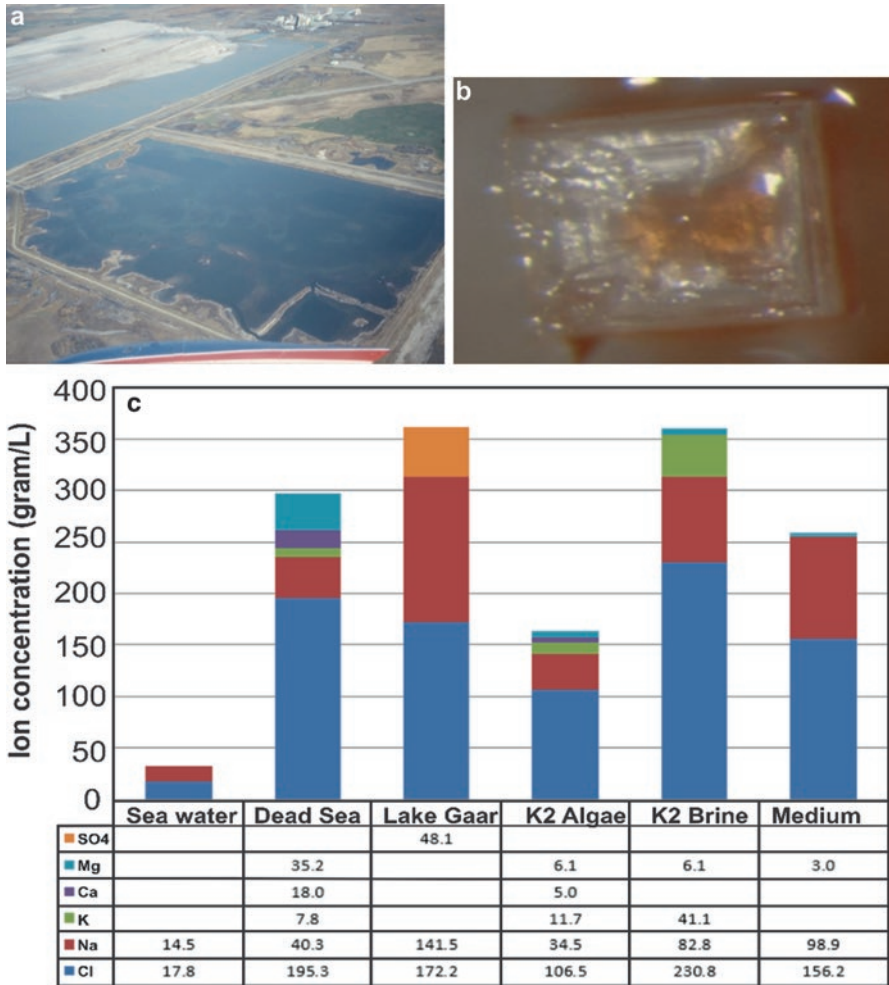 a
b
c
Ion concentration (gram/L)
400
350
300
250
200
150
100
50
0
Sea water Dead Sea Lake Gaar K2 Algae K2 Brine Medium
SO4 48.1
Mg 35.2 6.1 6.1 3.0
Ca 18.0 5.0
K 7.8 11.7 41.1
Na 14.5 40.3 141.5 34.5 82.8 98.9
Cl 17.8 195.3 172.2 106.5 230.8 156.2